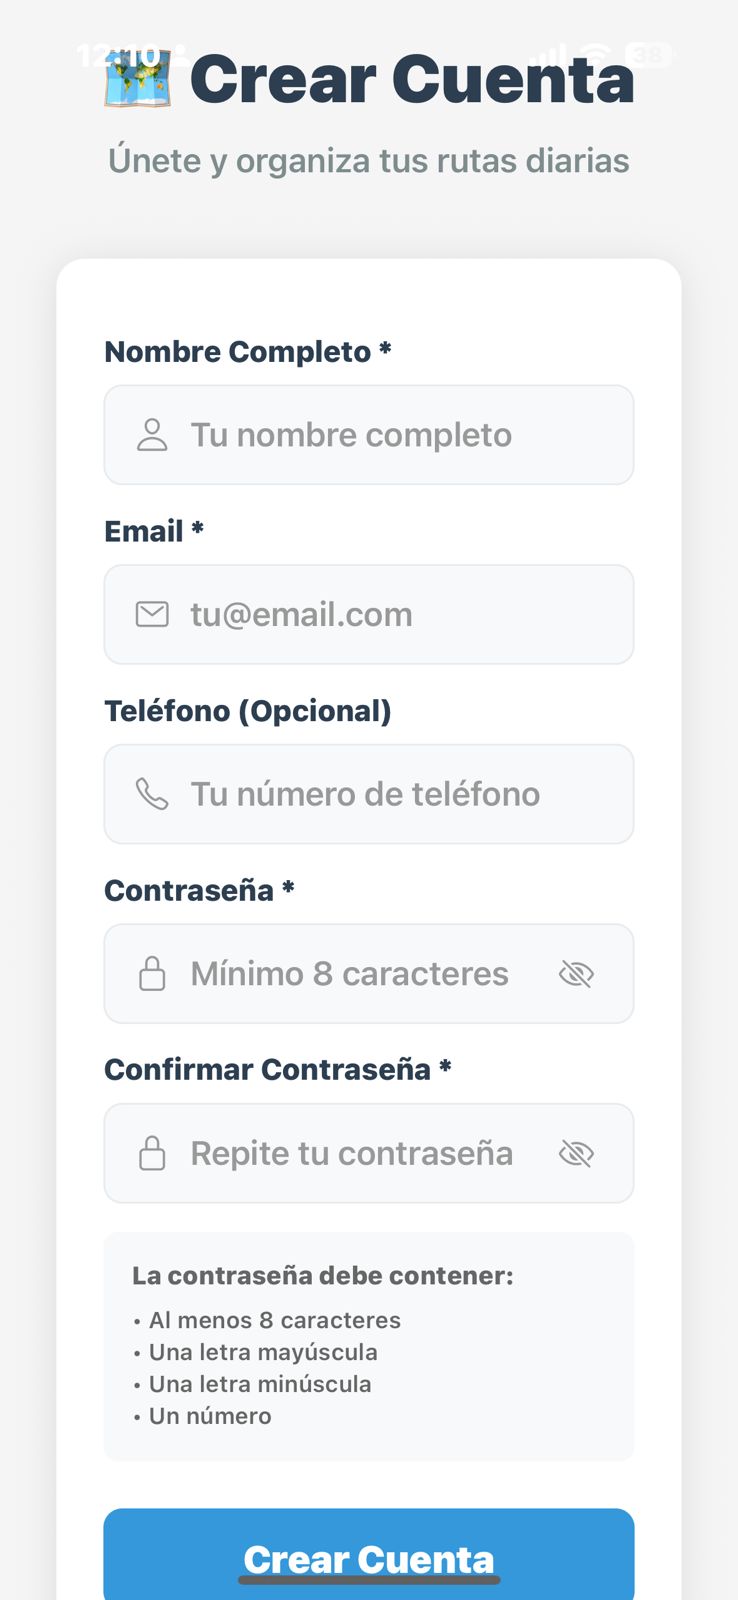 12:10
38
Crear Cuenta
Únete y organiza tus rutas diarias
Nombre Completo *
Tu nombre completo
Email *
tu@email.com
Teléfono (Opcional)
Tu número de teléfono
Contraseña *
Mínimo 8 caracteres
Confirmar Contraseña *
Repite tu contraseña
La contraseña debe contener:
• Al menos 8 caracteres
• Una letra mayúscula
• Una letra minúscula
• Un número
Crear Cuenta